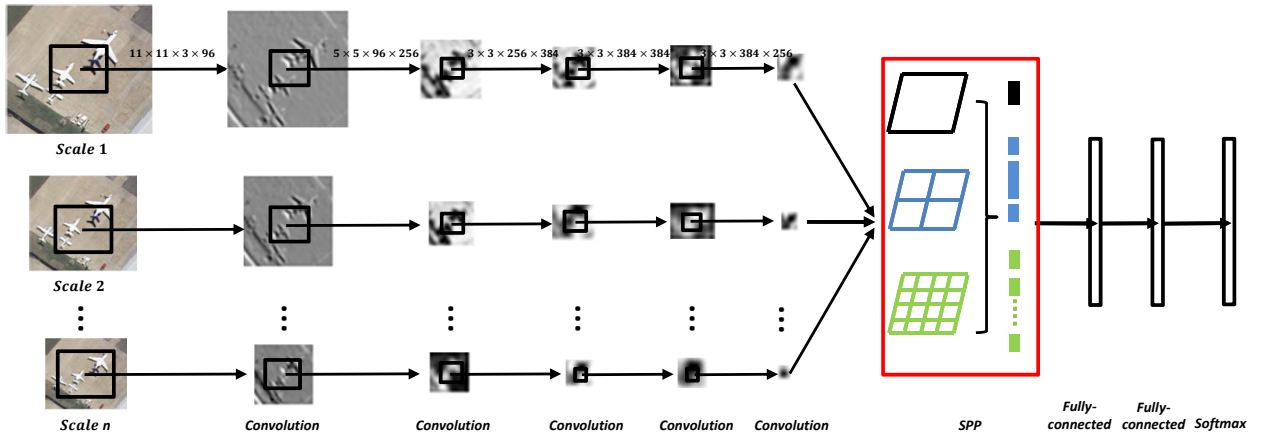 11 × 11 × 3 × 96
5 × 5 × 96 × 256
3 × 3 × 256 × 384
3 × 3 × 384 × 384
3 × 3 × 384 × 256
Scale 1
Scale 2
Scale n
Convolution
Convolution
Convolution
Convolution
Convolution
SPP
Fully-
connected
Fully-
connected
Softmax